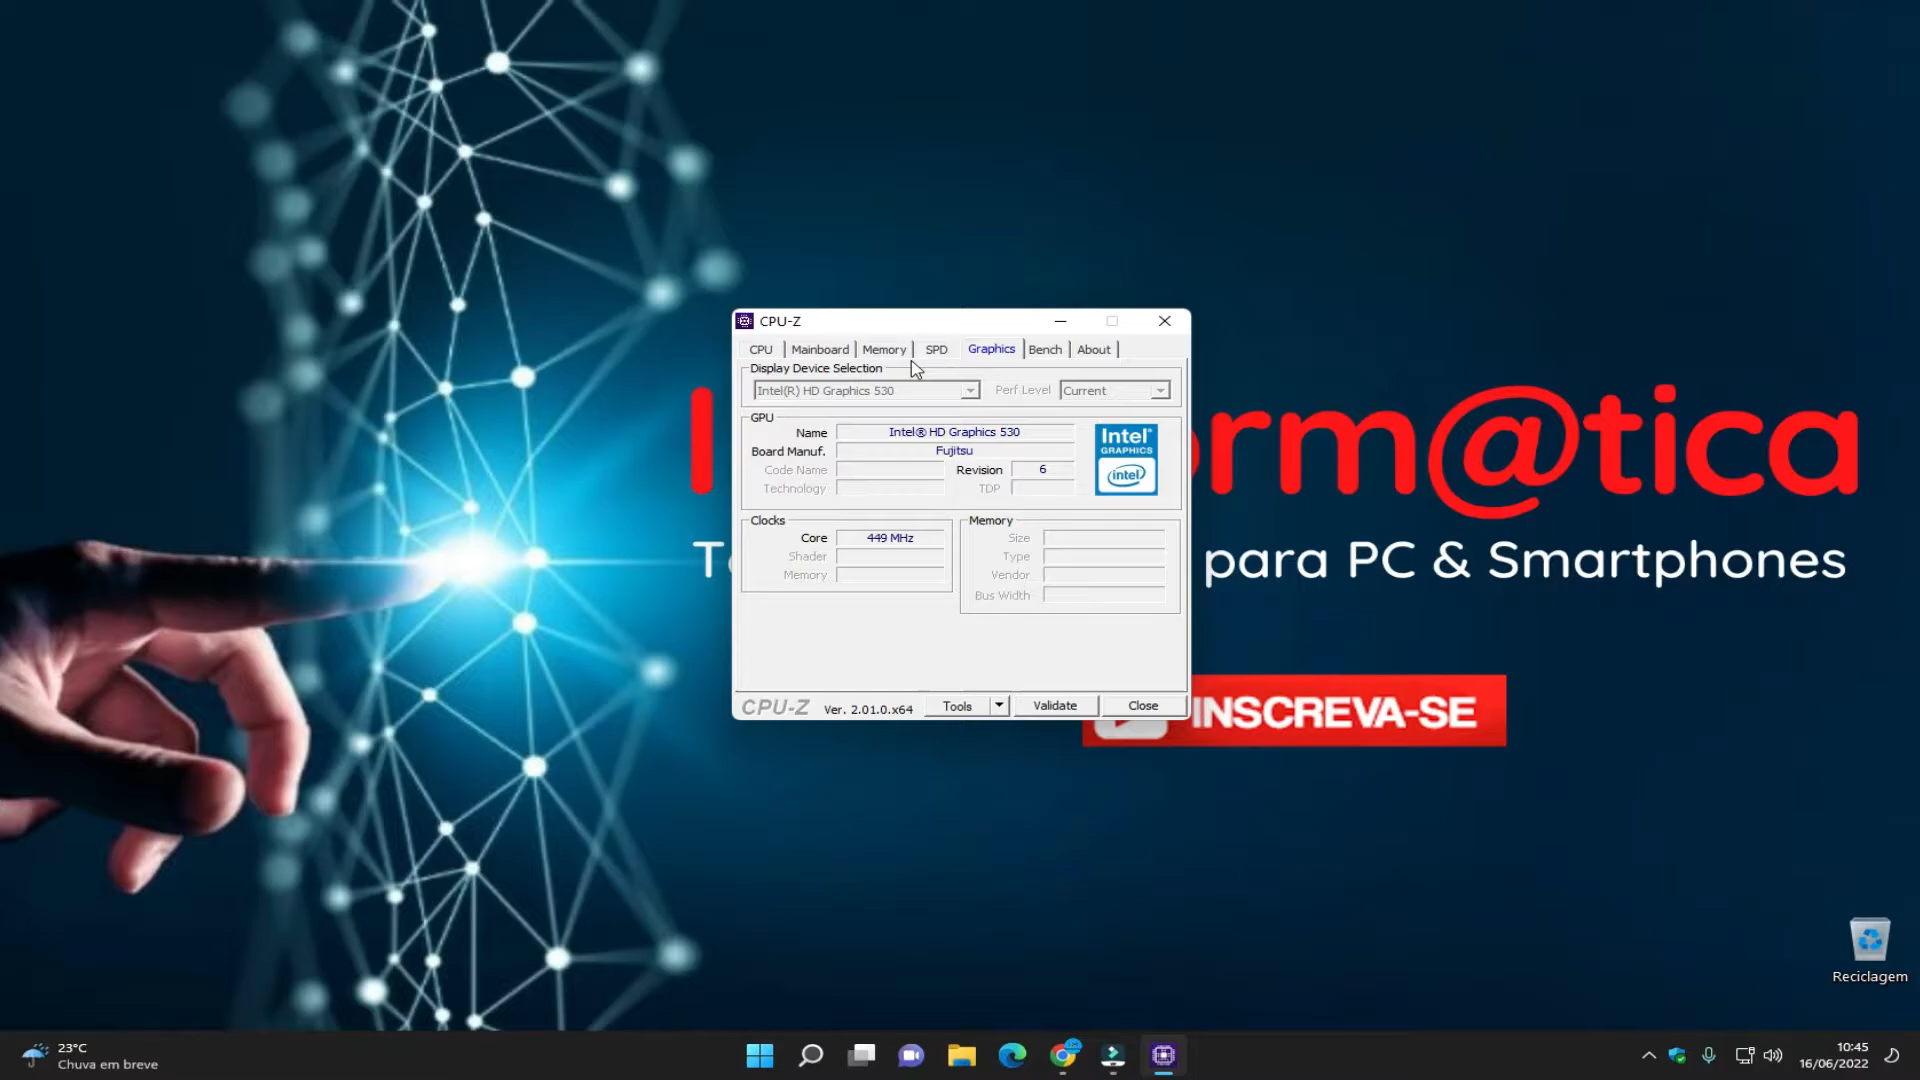 CPU-Z
CPU Mainboard Memory SPD Graphics Bench About
Display Device Selection
Intel(R) HD Graphics 530 Perf Level Current
GPU
Name Intel® HD Graphics 530
Board Manuf. Fujitsu
Code Name Revision 6
Technology TDP
Intel®
GRAPHICS
intel
Clocks
Core 449 MHz
Shader
Memory
Memory
Size
Type
Vendor
Bus Width
CPU-Z Ver. 2.01.0.x64 Tools Validate Close
rm@tica
para PC & Smartphones
INSCREVA-SE
Reciclagem
23°C
Chuva em breve
10:45
16/06/2022